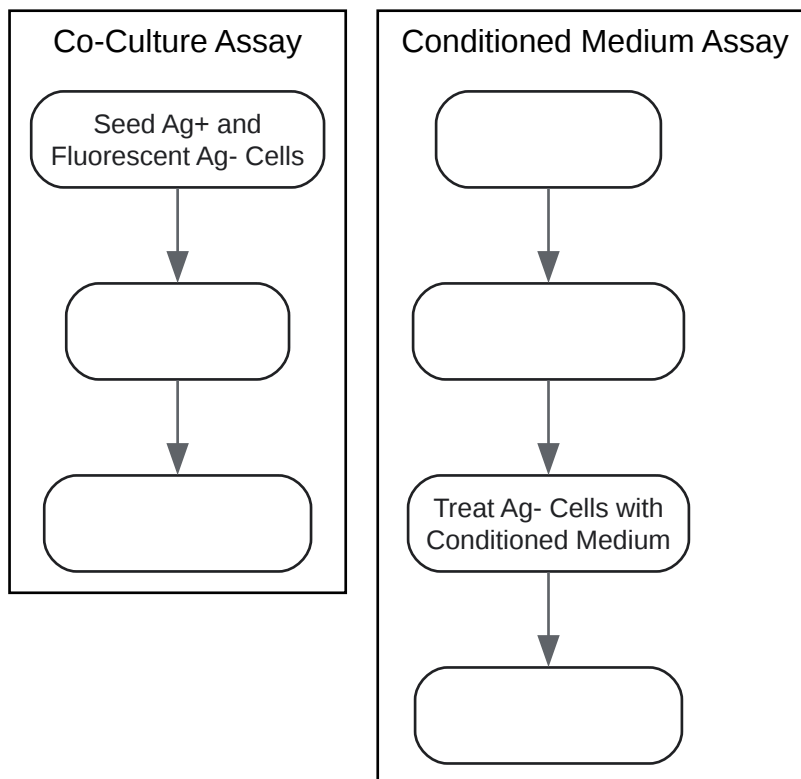 Co-Culture Assay
Seed Ag+ and
Fluorescent Ag- Cells
Conditioned Medium Assay
Treat Ag- Cells with
Conditioned Medium